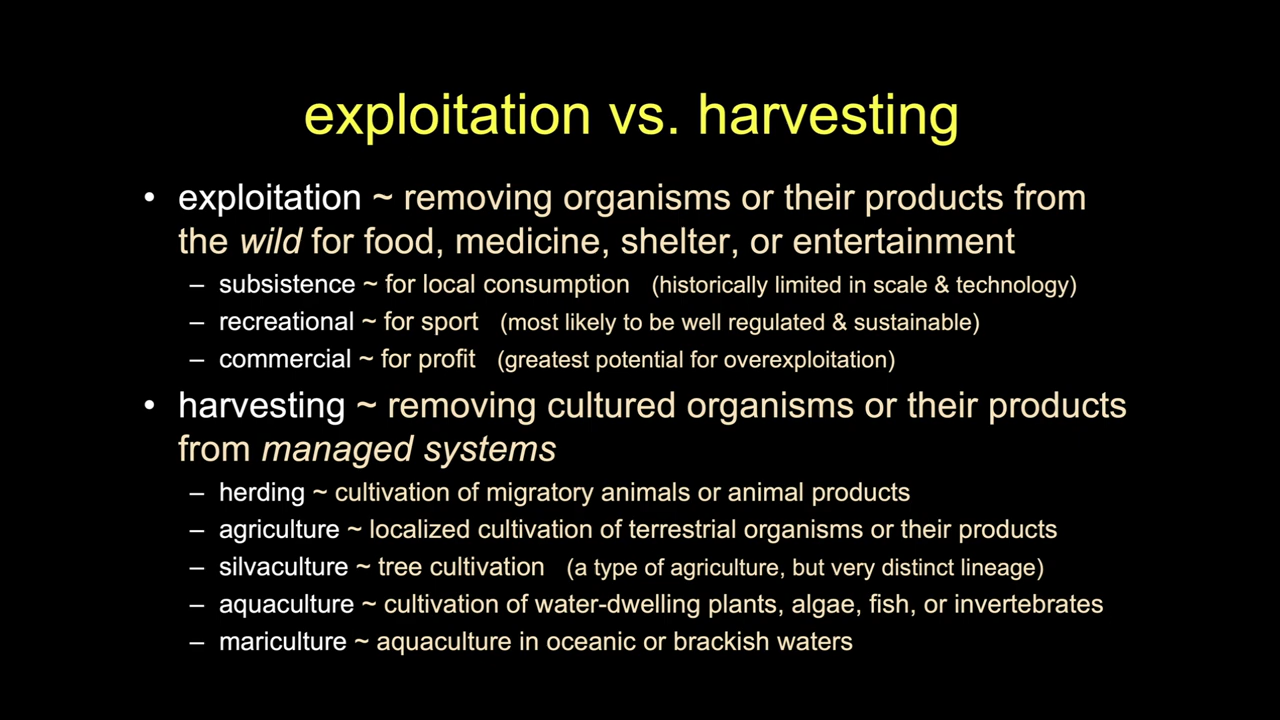 exploitation vs. harvesting
• exploitation ~ removing organisms or their products from
the wild for food, medicine, shelter, or entertainment
– subsistence ~ for local consumption (historically limited in scale & technology)
– recreational ~ for sport (most likely to be well regulated & sustainable)
– commercial ~ for profit (greatest potential for overexploitation)
• harvesting ~ removing cultured organisms or their products
from managed systems
– herding ~ cultivation of migratory animals or animal products
– agriculture ~ localized cultivation of terrestrial organisms or their products
– silvaculture ~ tree cultivation (a type of agriculture, but very distinct lineage)
– aquaculture ~ cultivation of water-dwelling plants, algae, fish, or invertebrates
– mariculture ~ aquaculture in oceanic or brackish waters